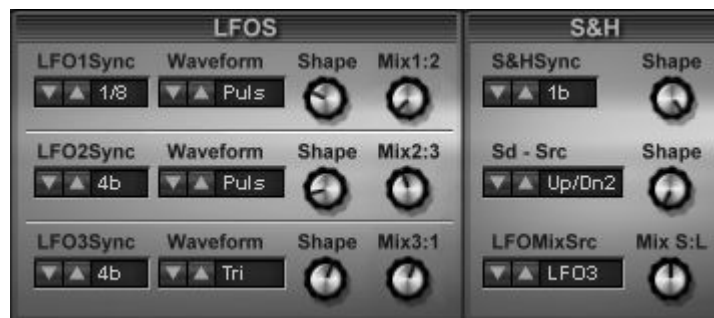 LFOS
LFO1Sync Waveform Shape Mix1:2
1/8 Puls
LFO2Sync Waveform Shape Mix2:3
4b Puls
LFO3Sync Waveform Shape Mix3:1
4b Tri
S&H
S&HSync Shape
1b
Sd - Src Shape
Up/Dn2
LFOMixSrc Mix S:L
LFO3